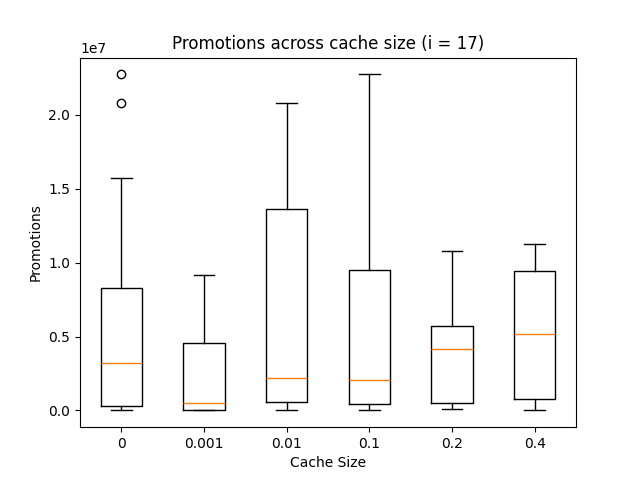 Promotions across cache size (i = 17)
1e7
2.0
1.5
1.0
0.5
0.0
Promotions
0 0.001 0.01 0.1 0.2 0.4
Cache Size